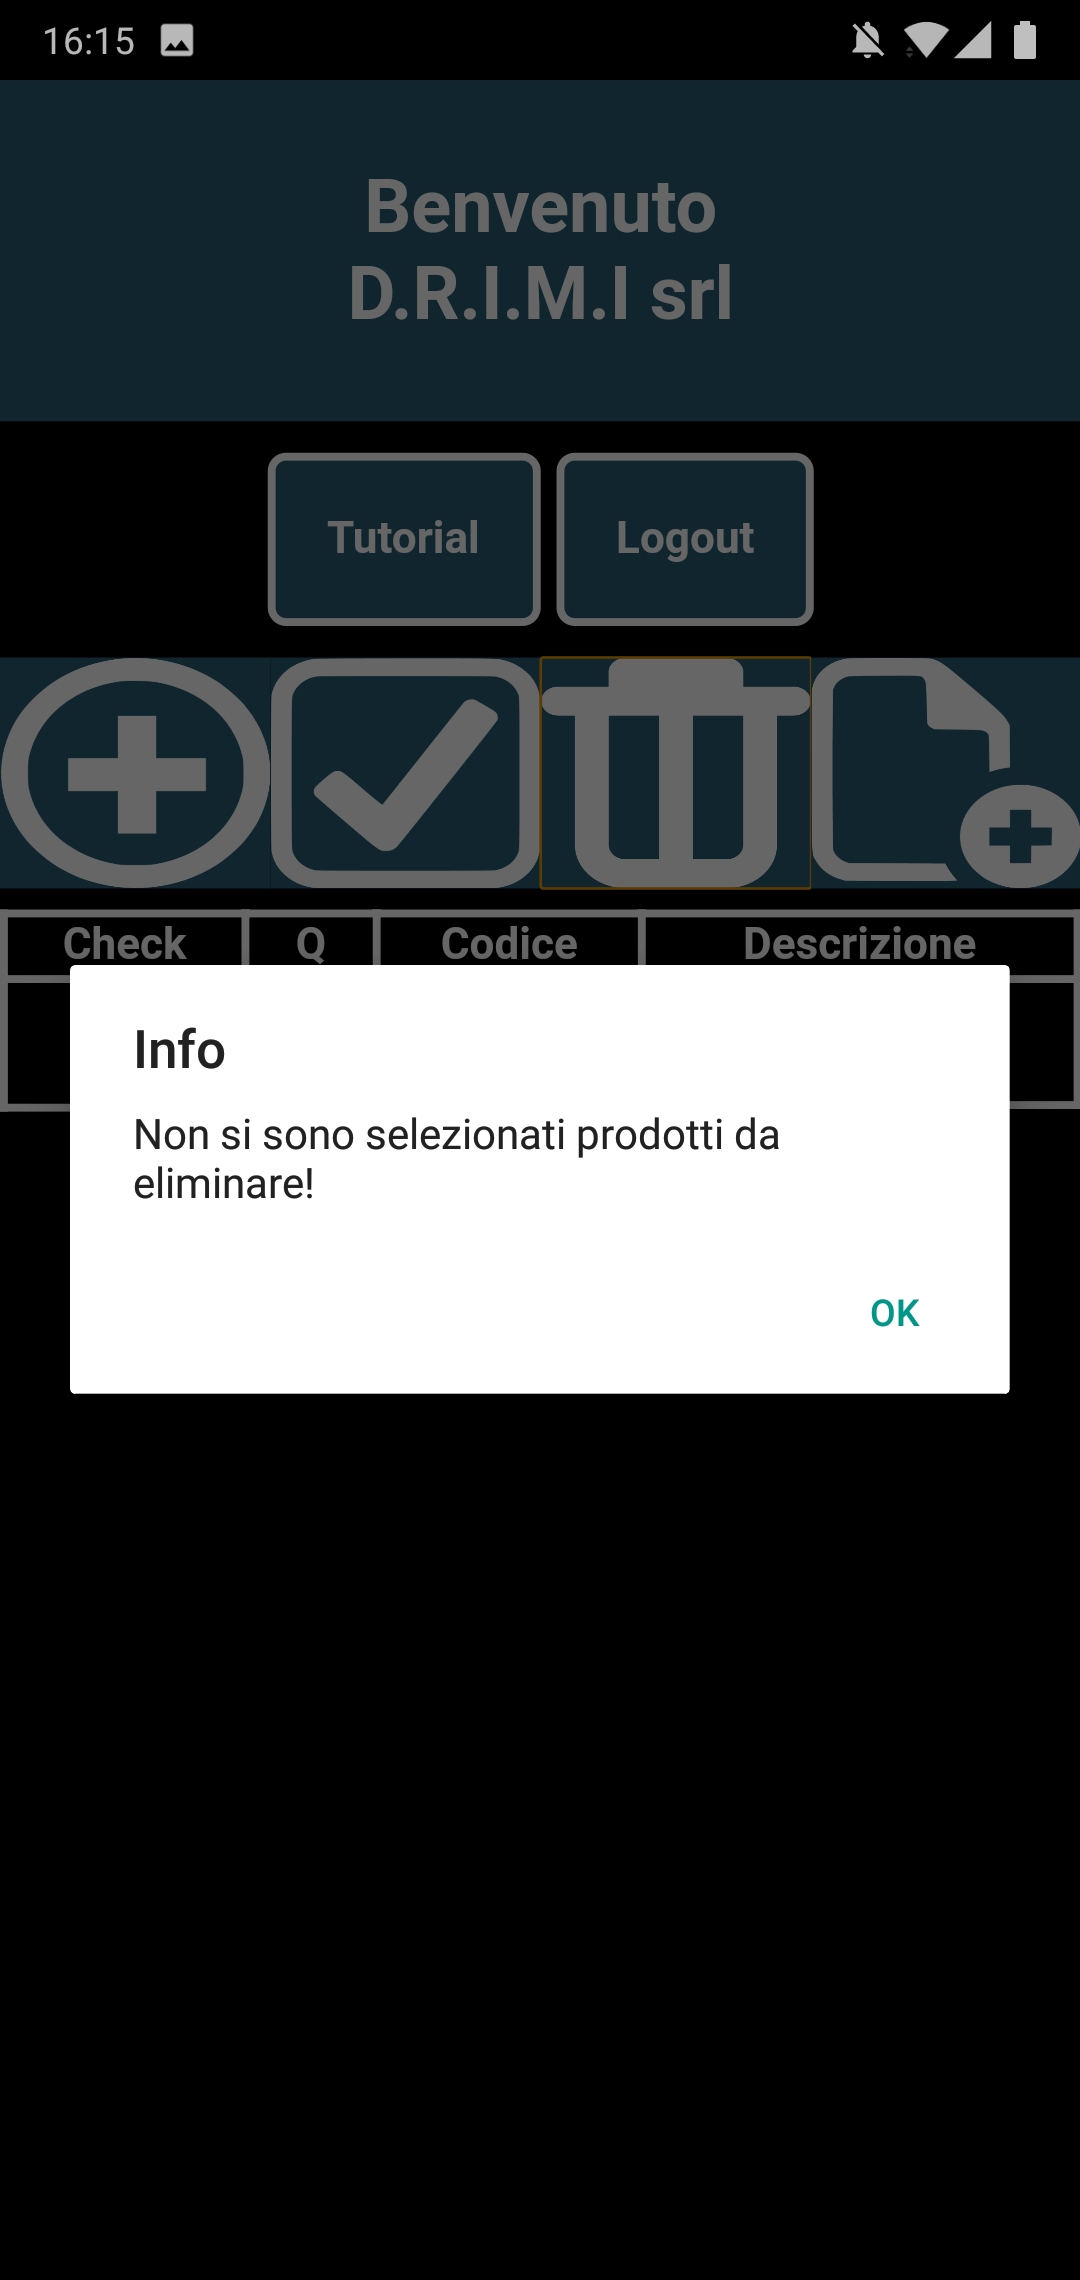 16:15
Benvenuto
D.R.I.M.I srl
Tutorial
Logout
Check
Q
Codice
Descrizione
Info
Non si sono selezionati prodotti da
eliminare!
OK